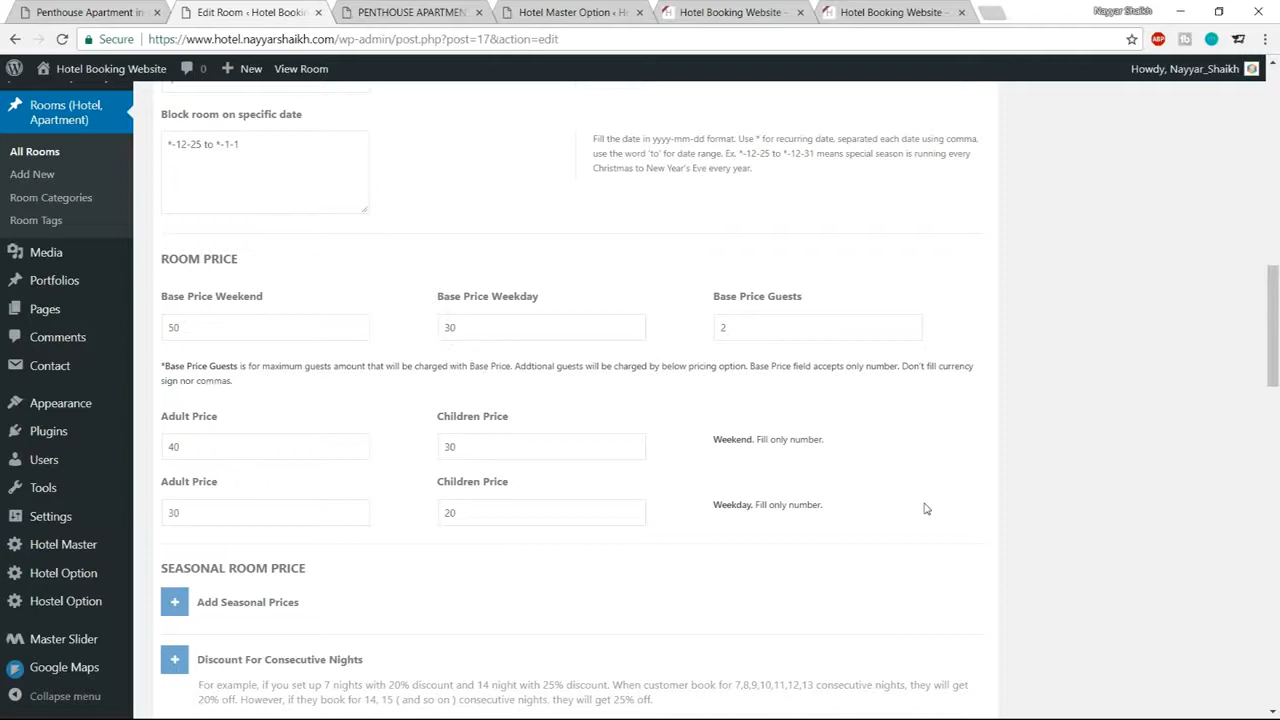 Penthouse Apartment in
Edit Room ‹ Hotel Bookin
PENTHOUSE APARTMEN
Hotel Master Option ‹ H
Hotel Booking Website –
Hotel Booking Website –
Nayyar Shaikh
Secure
https://www.hotel.nayyarshaikh.com/wp-admin/post.php?post=17&action=edit
ABP
Hotel Booking Website
0
New
View Room
Howdy, Nayyar_Shaikh
Rooms (Hotel,
Apartment)
All Rooms
Add New
Room Categories
Room Tags
Media
Portfolios
Pages
Comments
Contact
Appearance
Plugins
Users
Tools
Settings
Hotel Master
Hotel Option
Hostel Option
Master Slider
Google Maps
Collapse menu
Block room on specific date
*-12-25 to *-1-1
Fill the date in yyyy-mm-dd format. Use * for recurring date, separated each date using comma,
use the word 'to' for date range. Ex. *-12-25 to *-12-31 means special season is running every
Christmas to New Year's Eve every year.
ROOM PRICE
Base Price Weekend
Base Price Weekday
Base Price Guests
50
30
2
*Base Price Guests is for maximum guests amount that will be charged with Base Price. Addtional guests will be charged by below pricing option. Base Price field accepts only number. Don't fill currency
sign nor commas.
Adult Price
Children Price
40
30
Weekend. Fill only number.
Adult Price
Children Price
30
20
Weekday. Fill only number.
SEASONAL ROOM PRICE
+
Add Seasonal Prices
+
Discount For Consecutive Nights
For example, if you set up 7 nights with 20% discount and 14 night with 25% discount. When customer book for 7,8,9,10,11,12,13 consecutive nights, they will get
20% off. However, if they book for 14, 15 ( and so on ) consecutive nights, they will get 25% off.